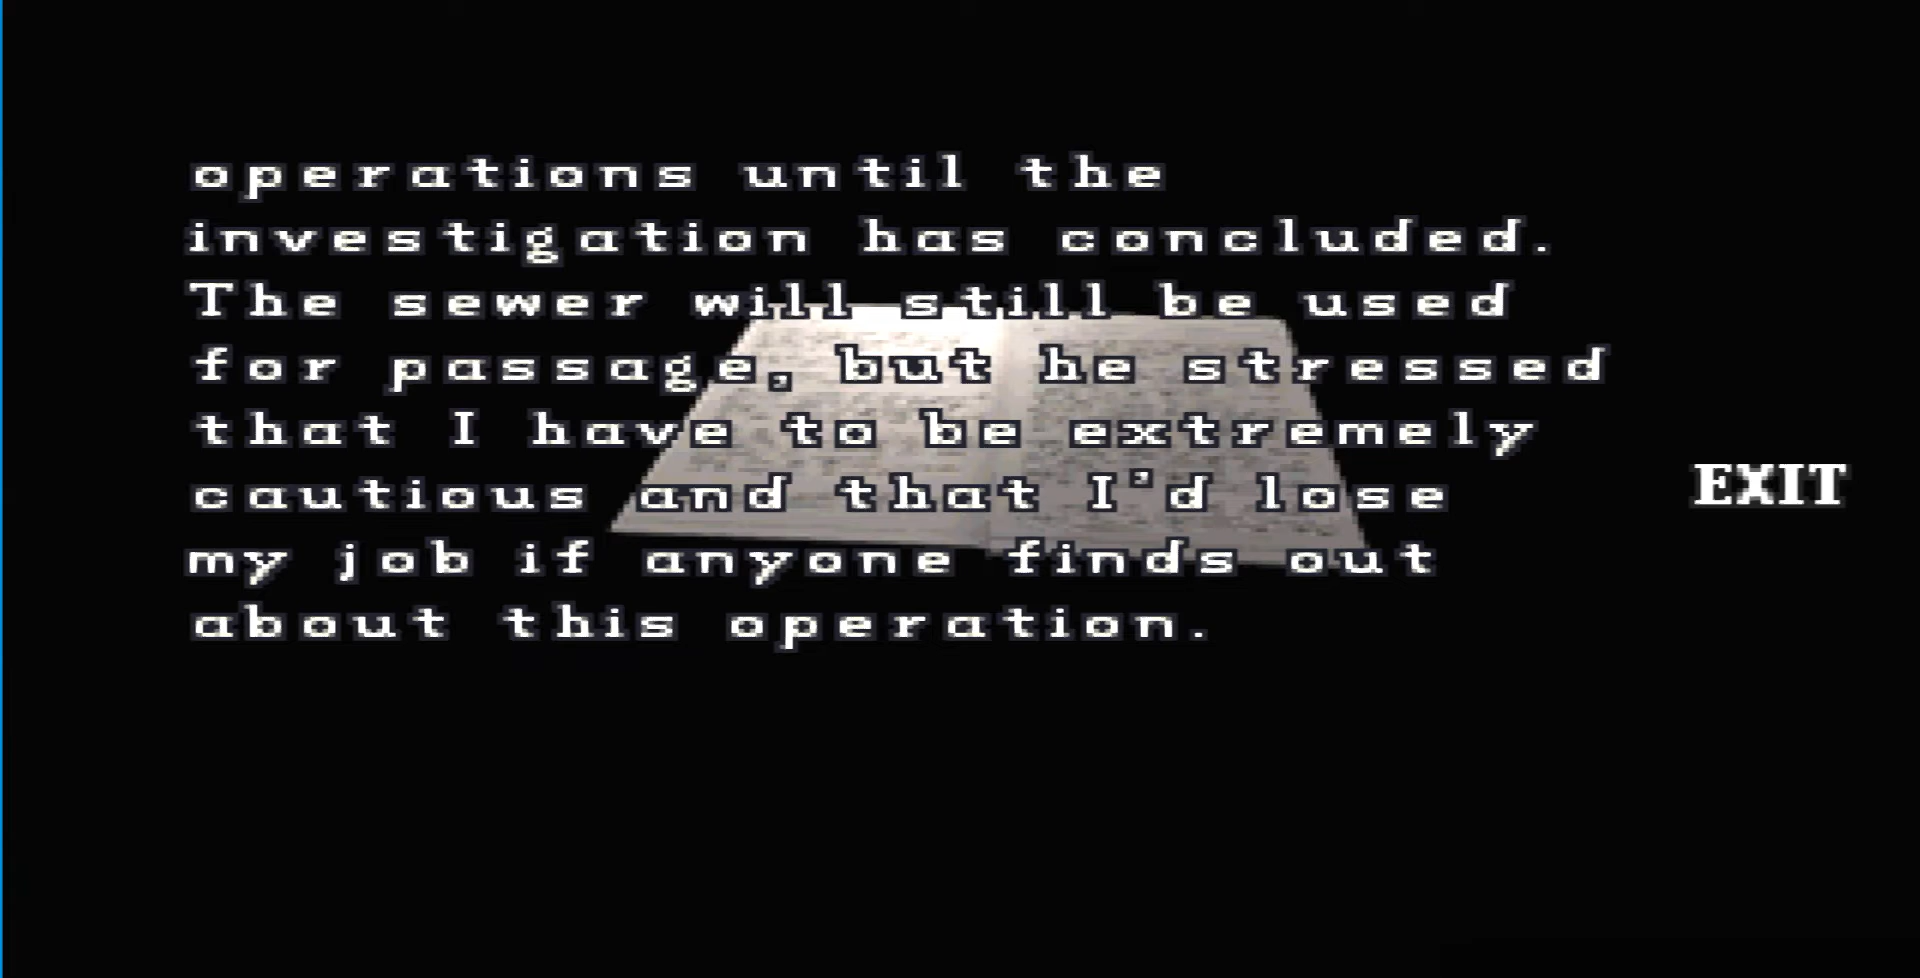 operations until the
investigation has concluded.
The sewer will still be used
for passage, but he stressed
that I have to be extremely
cautious and that I'd lose
my job if anyone finds out
about this operation.
EXIT